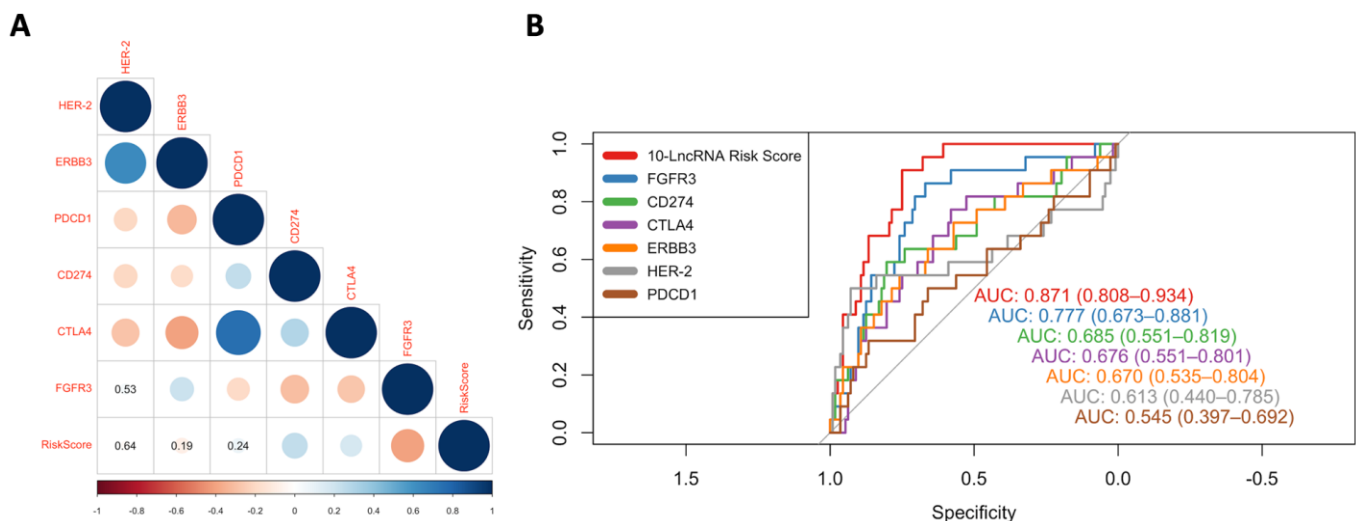 A
HER-2
HER-2
ERBB3
ERBB3
PDCD1
PDCD1
CD274
CD274
CTLA4
CTLA4
FGFR3
FGFR3
0.53
RiskScore
RiskScore
0.64
0.19
0.24
-1 -0.8 -0.6 -0.4 -0.2 0 0.2 0.4 0.6 0.8 1
B
Sensitivity
1.0
0.8
0.6
0.4
0.2
0.0
10-LncRNA Risk Score
FGFR3
CD274
CTLA4
ERBB3
HER-2
PDCD1
AUC: 0.871 (0.808–0.934)
AUC: 0.777 (0.673–0.881)
AUC: 0.685 (0.551–0.819)
AUC: 0.676 (0.551–0.801)
AUC: 0.670 (0.535–0.804)
AUC: 0.613 (0.440–0.785)
AUC: 0.545 (0.397–0.692)
1.5 1.0 0.5 0.0 -0.5
Specificity